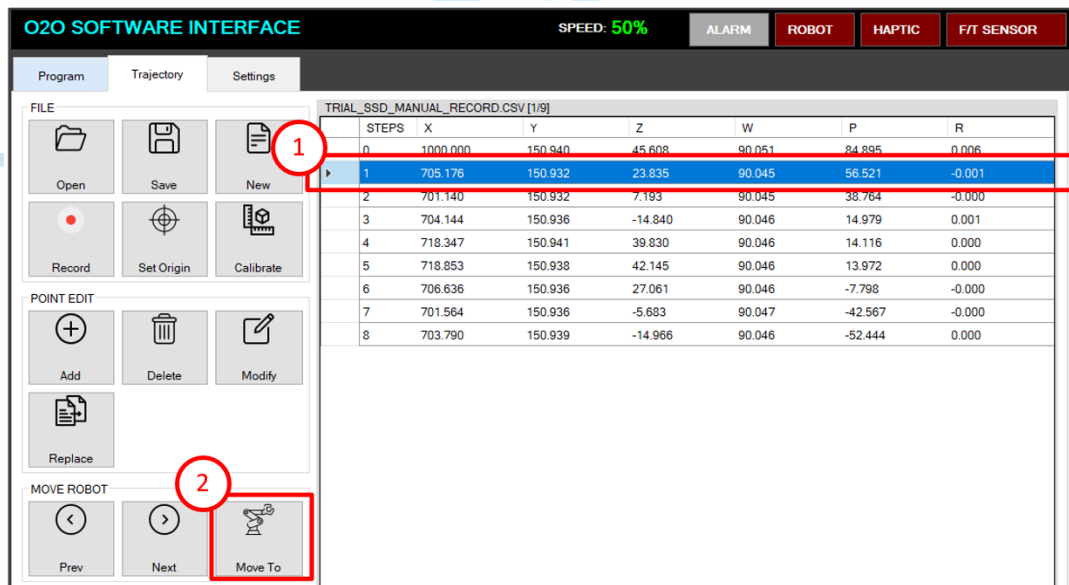 O2O SOFTWARE INTERFACE SPEED: 50% ALARM ROBOT HAPTIC F/T SENSOR
Program Trajectory Settings
FILE
Open Save New
Record Set Origin Calibrate
POINT EDIT
Add Delete Modify
Replace
MOVE ROBOT
2
Prev Next Move To
TRIAL_SSD_MANUAL_RECORD.CSV [1/9]
STEPS X Y Z W P R
0 1000.000 150.940 45.608 90.051 84.895 0.006
1
1 705.176 150.932 23.835 90.045 56.521 -0.001
2 701.140 150.932 7.193 90.045 38.764 -0.000
3 704.144 150.936 -14.840 90.046 14.979 0.001
4 718.347 150.941 39.830 90.046 14.116 0.000
5 718.853 150.938 42.145 90.046 13.972 0.000
6 706.636 150.936 27.061 90.046 -7.798 -0.000
7 701.564 150.936 -5.683 90.047 -42.567 -0.000
8 703.790 150.939 -14.966 90.046 -52.444 0.000